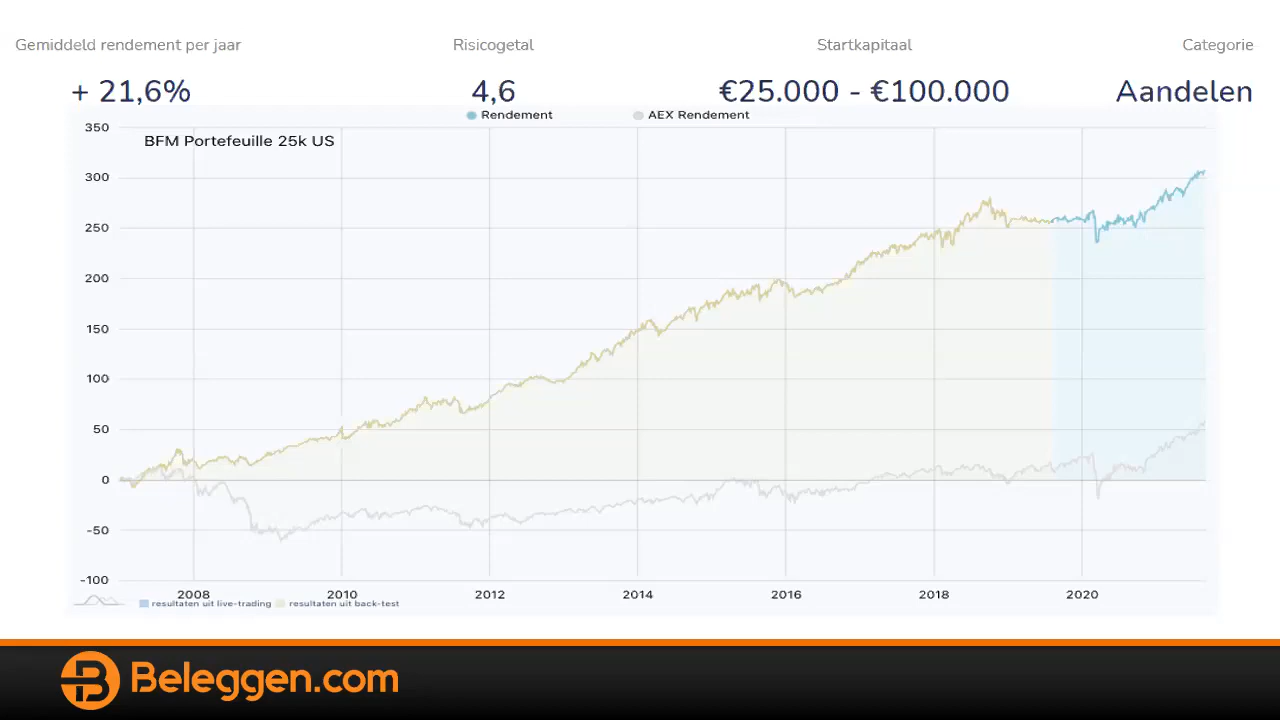 Gemiddeld rendement per jaar
Risicogetal
Startkapitaal
Categorie
+ 21,6%
4,6
€25.000 - €100.000
Aandelen
Rendement
AEX Rendement
BFM Portefeuille 25k US
350
300
250
200
150
100
50
0
-50
-100
2008
2010
2012
2014
2016
2018
2020
resultaten uit live-trading
resultaten uit back-test
Beleggen.com